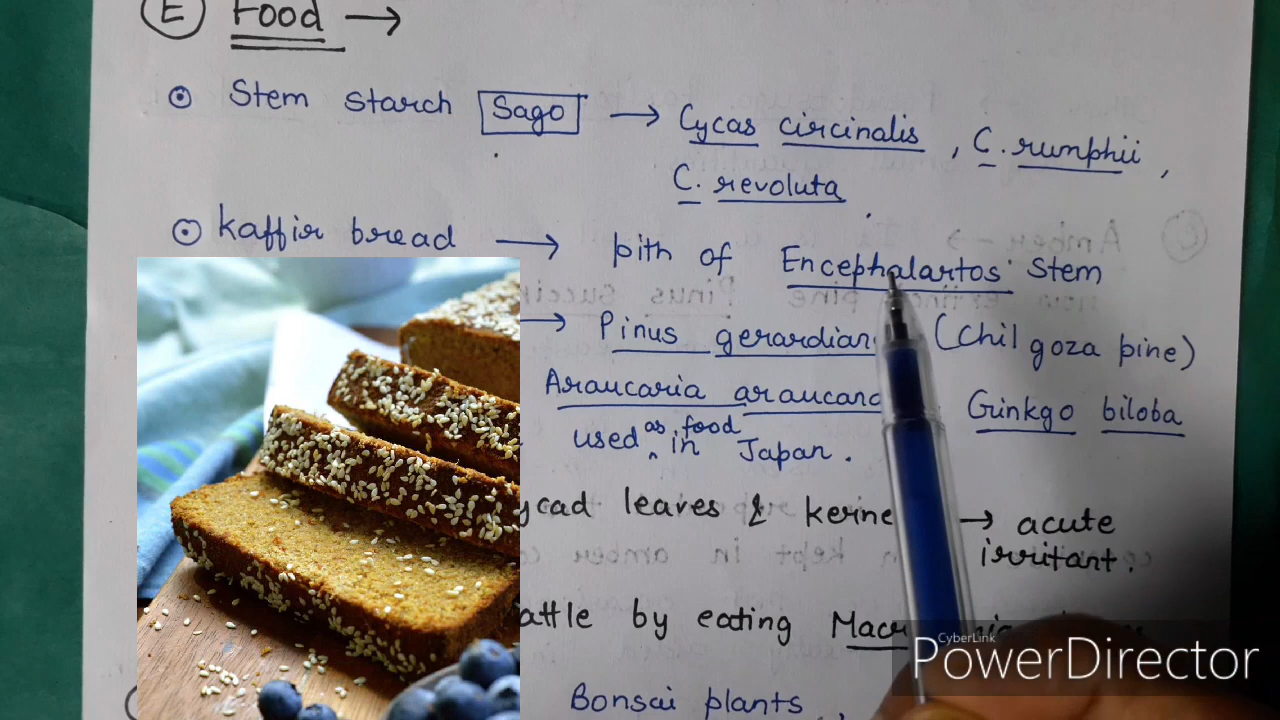 E Food →
Stem starch Sago → Cycas circinalis, C. rumphii,
C. revoluta.
kaffir bread → pith of Encephalartos Stem
→ Pinus gerardian (Chilgoza pine)
Araucaria araucana Ginkgo biloba
used as food in Japan.
ycad leaves & kerne → acute
irritant.
attle by eating Mac
Bonsai plants,
CyberLink
PowerDirector